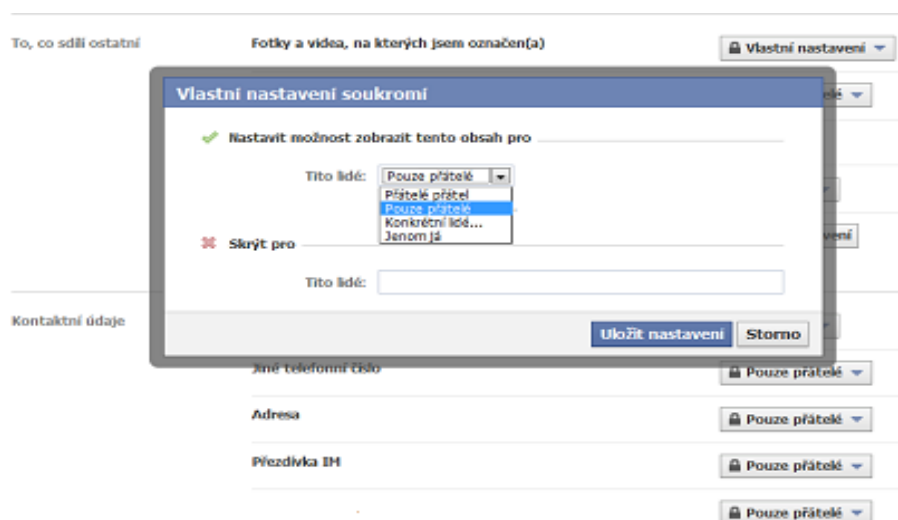 To, co sdílí ostatní
Fotky a videa, na kterých jsem označen(a)
Vlastní nastavení
Vlastní nastavení soukromí
Nastavit možnost zobrazit tento obsah pro
Tito lidé:
Pouze přátelé
Přátelé přátel
Pouze přátelé
Konkrétní lidé...
Jenom já
Skrýt pro
Tito lidé:
Kontaktní údaje
Uložit nastavení
Storno
Jiné telefonní číslo
Pouze přátelé
Adresa
Pouze přátelé
Přezdívka IM
Pouze přátelé
Pouze přátelé